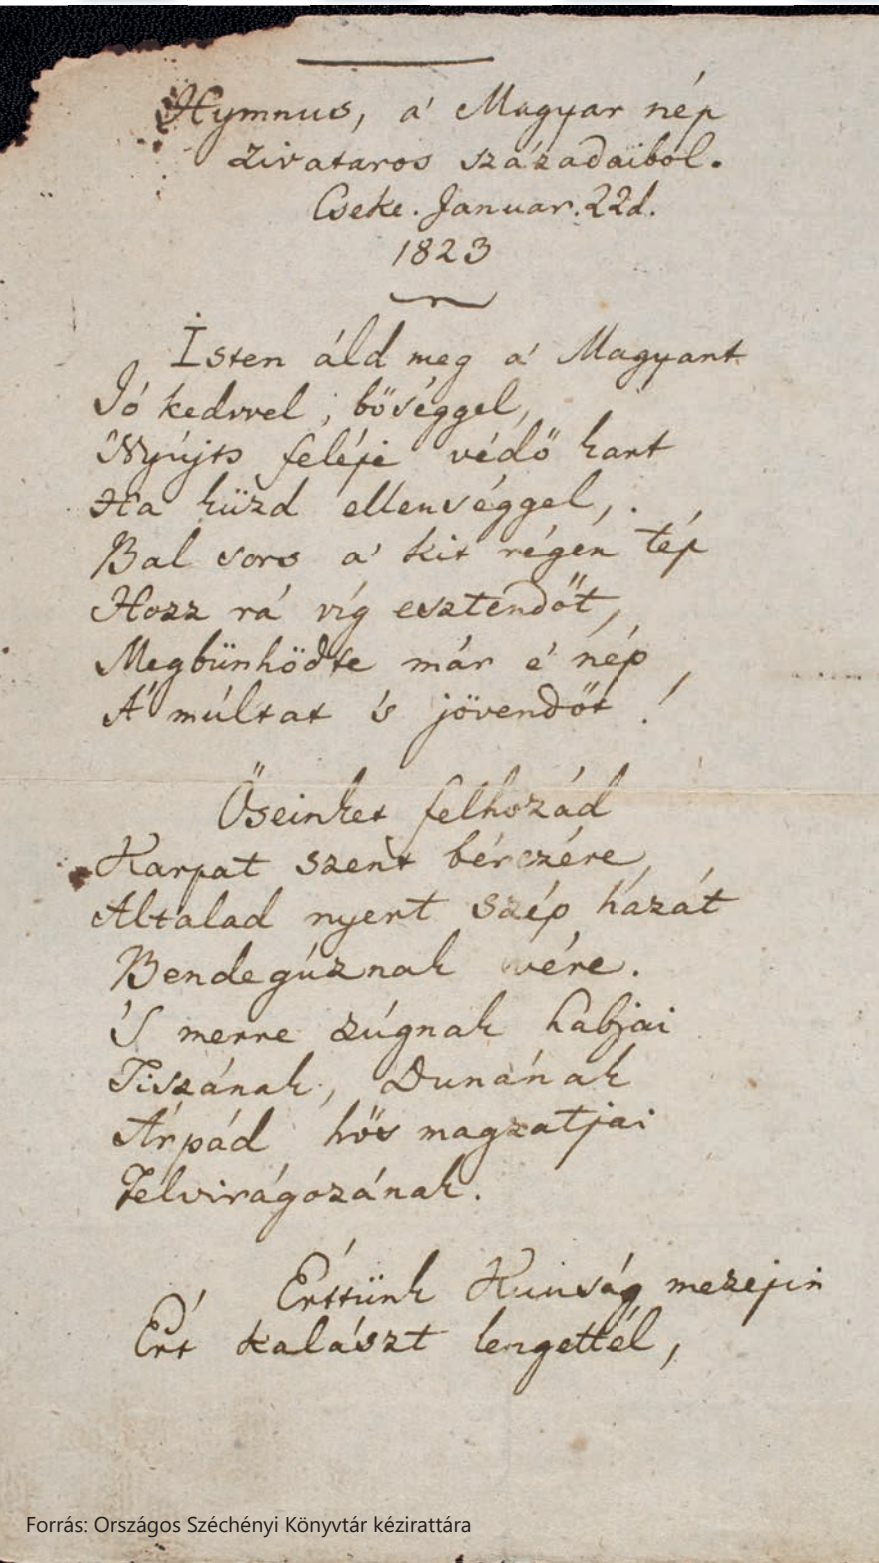 Hymnus, a' Magyar nép
zivataros századaiból.
Cseke. Januar. 22d.
1823
Isten áld meg a' Magyart
Jó kedvvel, bőséggel,
Nyújts feléje védő kart
Ha küzd ellenséggel,
Bal sors a' kit régen tép
Hozz rá víg esztendőt,
Megbünhödte már e' nép
A' múltat 's jövendőt!
Őseinket felhozád
Karpat szent bérczére,
Általad nyert szép hazát
Bendegúznak vére.
'S merre zúgnak habjai
Tiszának, Dunának
Árpád hős magzatjai
Felvirágozának.
Érttünk Kunság mezejin
Ért kalászt lengettél,
Forrás: Országos Széchényi Könyvtár kézirattára